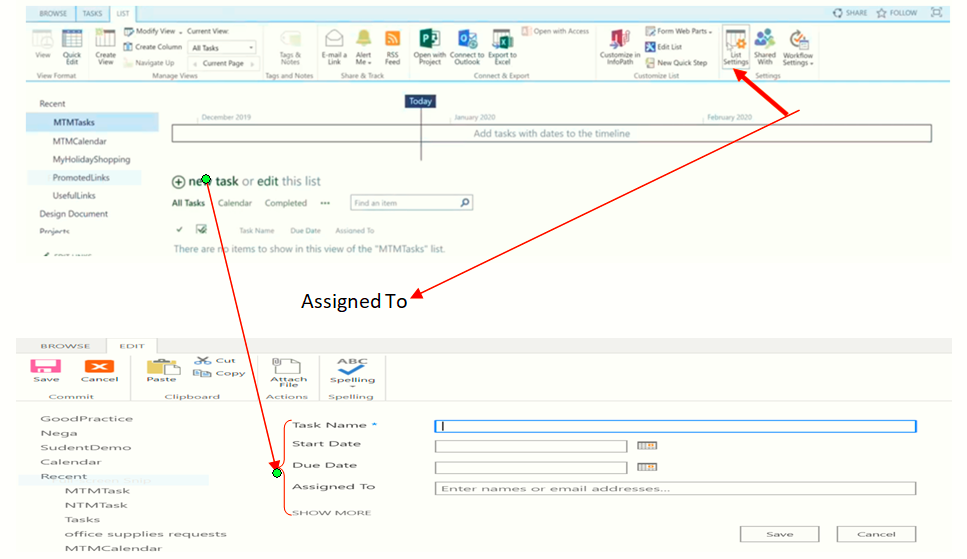 BROWSE TASKS LIST
SHARE FOLLOW
View Quick Edit
Create View Modify View Current View:
Create Column All Tasks
Navigate Up Current Page
Tags & Notes
E-mail a Link Alert Me RSS Feed
Open with Project Connect to Outlook Export to Excel
Open with Access
Customize in InfoPath Form Web Parts
Edit List
New Quick Step
List Settings Shared With Workflow Settings
View Format Manage Views Tags and Notes Share & Track Connect & Export Customize List Settings
Recent
MTMTasks
MTMCalendar
MyHolidayShopping
PromotedLinks
UsefulLinks
Design Document
Projects
Today
December 2019 January 2020 February 2020
Add tasks with dates to the timeline
new task or edit this list
All Tasks Calendar Completed ••• Find an item
Task Name Due Date Assigned To
There are no items to show in this view of the "MTMTasks" list.
Assigned To
BROWSE EDIT
Save Cancel Paste Cut
Copy
Attach File ABC
Spelling
Commit Clipboard Actions Spelling
GoodPractice
Nega
SudentDemo
Calendar
Recent
MTMTask
NTMTask
Tasks
office supplies requests
MTMCalendar
Task Name *
Start Date
Due Date
Assigned To Enter names or email addresses...
SHOW MORE
Save Cancel